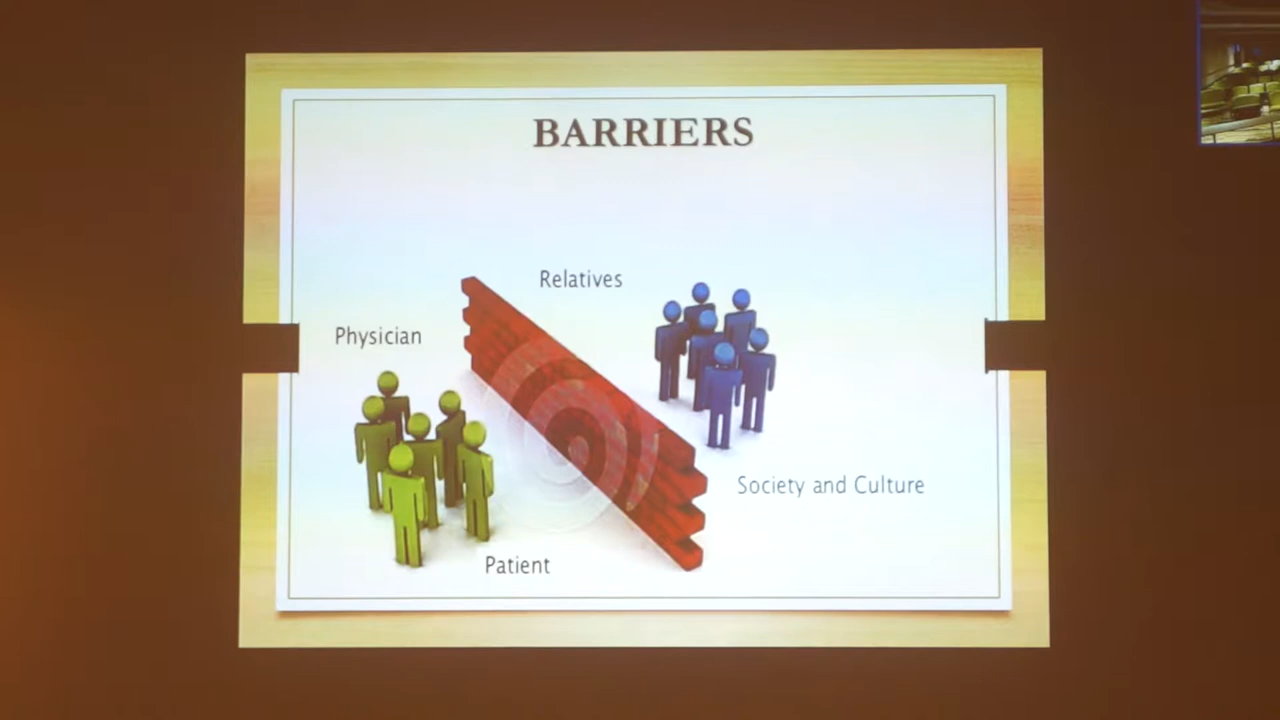 BARRIERS
Relatives
Physician
Society and Culture
Patient